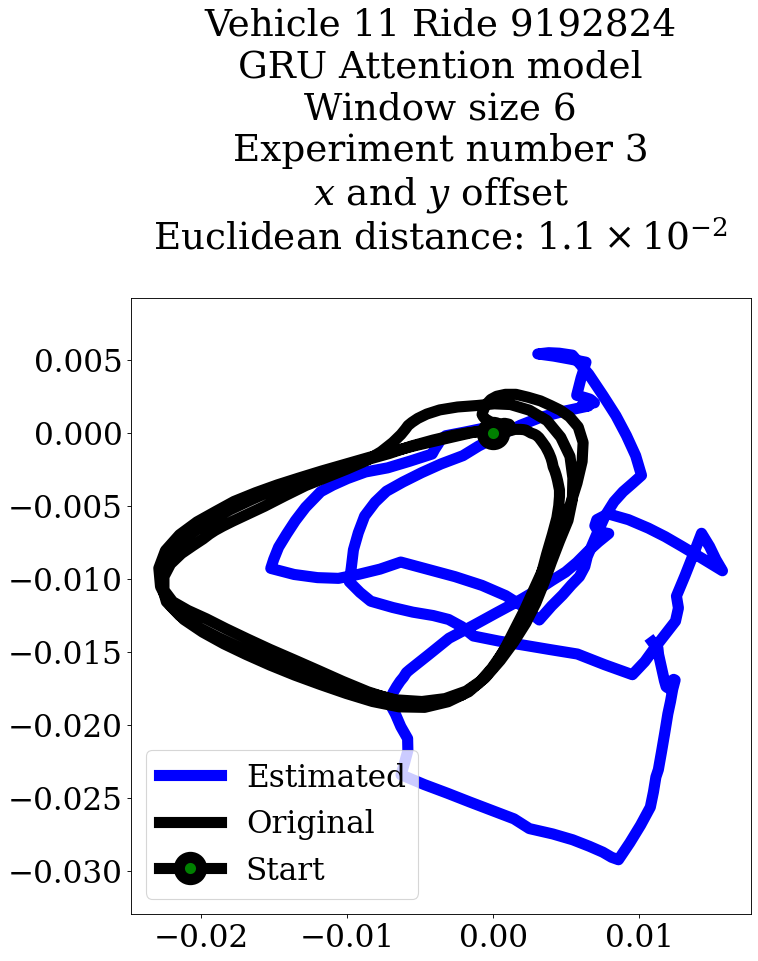 Vehicle 11 Ride 9192824
GRU Attention model
Window size 6
Experiment number 3
x and y offset
Euclidean distance: 1.1 × 10⁻²
0.005
0.000
−0.005
−0.010
−0.015
−0.020
−0.025
−0.030
Estimated
Original
Start
−0.02
−0.01
0.00
0.01